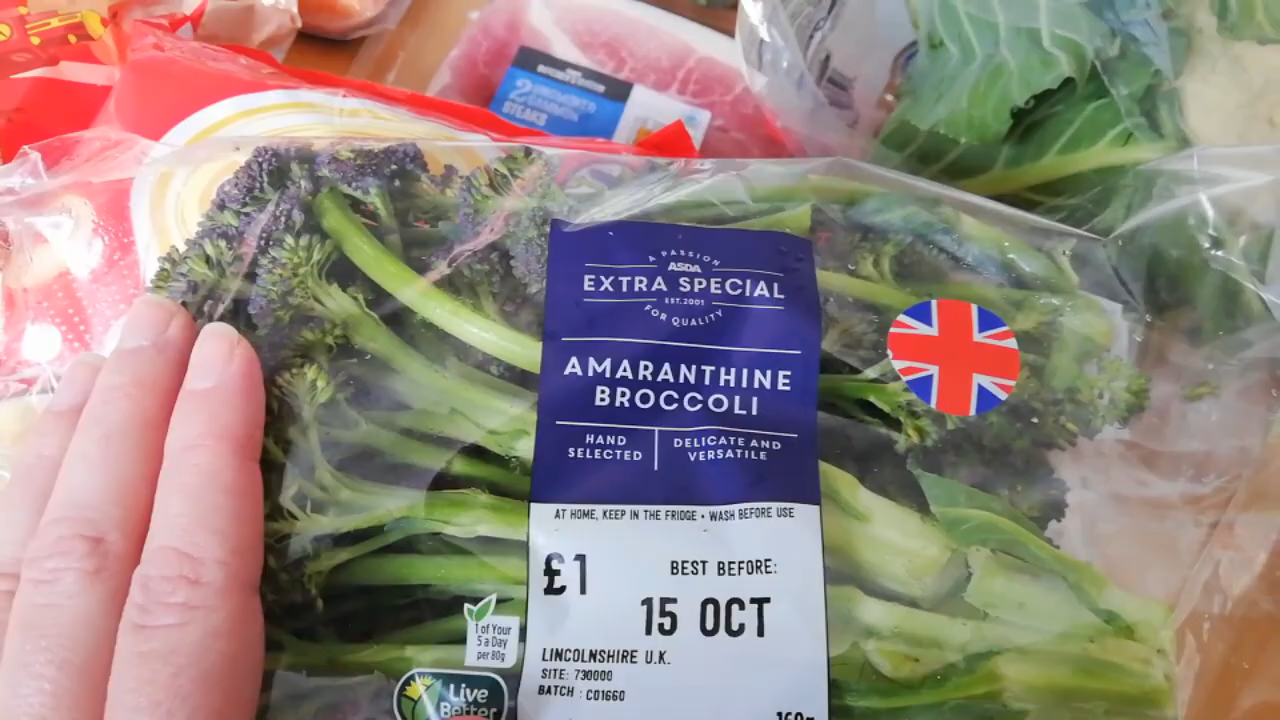 2 UNSMOKED
GAMMON
STEAKS
A PASSION
ASDA
EXTRA SPECIAL
EST. 2001
FOR QUALITY
AMARANTHINE
BROCCOLI
HAND
SELECTED
DELICATE AND
VERSATILE
AT HOME, KEEP IN THE FRIDGE • WASH BEFORE USE
£1
BEST BEFORE:
15 OCT
1 of Your
5 a Day
per 80g
LINCOLNSHIRE U.K.
SITE: 730000
BATCH : C01660
Live
Better
160g